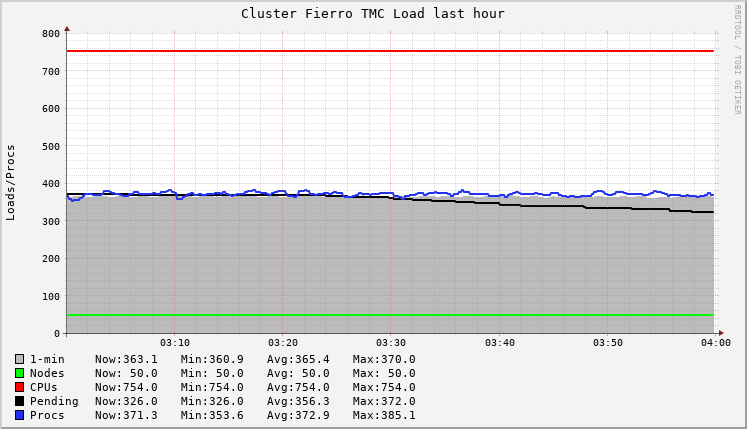 Cluster Fierro TMC Load last hour
RRDTOOL / TOBI OETIKER
Loads/Procs
800
700
600
500
400
300
200
100
0
03:10 03:20 03:30 03:40 03:50 04:00
1-min Now:363.1 Min:360.9 Avg:365.4 Max:370.0
Nodes Now: 50.0 Min: 50.0 Avg: 50.0 Max: 50.0
CPUs Now:754.0 Min:754.0 Avg:754.0 Max:754.0
Pending Now:326.0 Min:326.0 Avg:356.3 Max:372.0
Procs Now:371.3 Min:353.6 Avg:372.9 Max:385.1